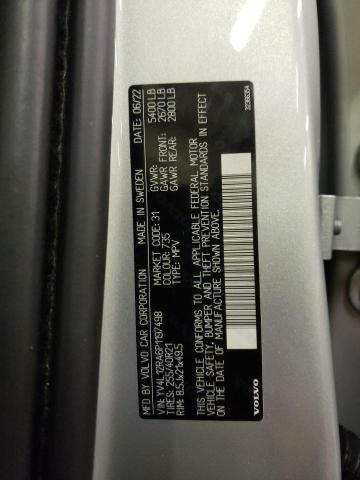 MFD BY VOLVO CAR CORPORATION MADE IN SWEDEN DATE: 06/22
VIN: YV4L12RA6P1197498 MARKET CODE: 31 GVWR: 5400 LB
TIRES: 255/40R21 COLOUR: 735 GAWR FRONT: 2670 LB
RIM: 8.5Jx21x49.5 TYPE: MPV GAWR REAR: 2800 LB
THIS VEHICLE CONFORMS TO ALL APPLICABLE FEDERAL MOTOR
VEHICLE SAFETY, BUMPER AND THEFT PREVENTION STANDARDS IN EFFECT
ON THE DATE OF MANUFACTURE SHOWN ABOVE.
VOLVO 32366354